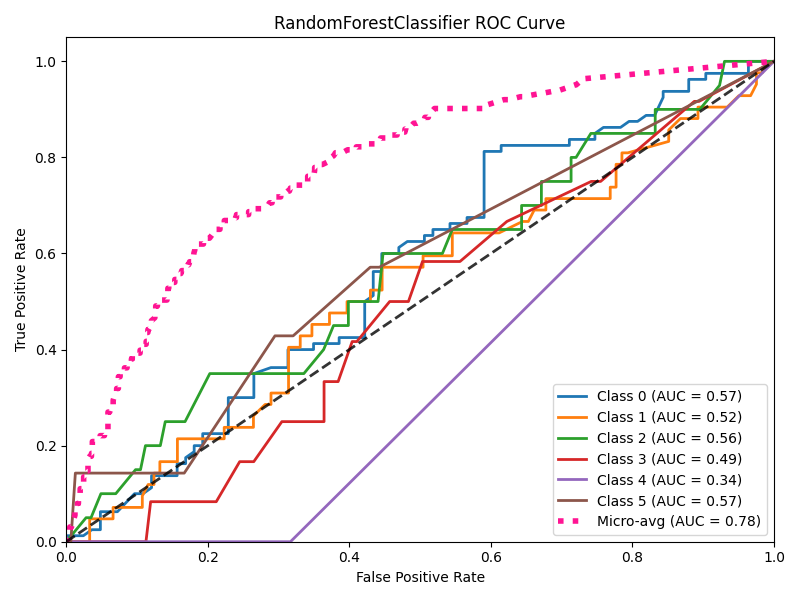 RandomForestClassifier ROC Curve
True Positive Rate
1.0
0.8
0.6
0.4
0.2
0.0
Class 0 (AUC = 0.57)
Class 1 (AUC = 0.52)
Class 2 (AUC = 0.56)
Class 3 (AUC = 0.49)
Class 4 (AUC = 0.34)
Class 5 (AUC = 0.57)
Micro-avg (AUC = 0.78)
0.0 0.2 0.4 0.6 0.8 1.0
False Positive Rate